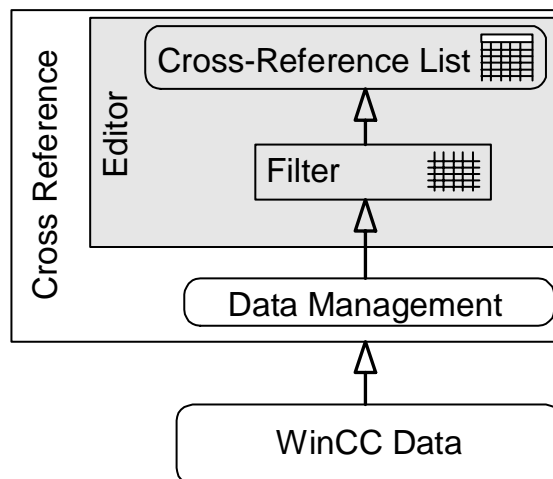 Cross Reference
Editor
Cross-Reference List
Filter
Data Management
WinCC Data